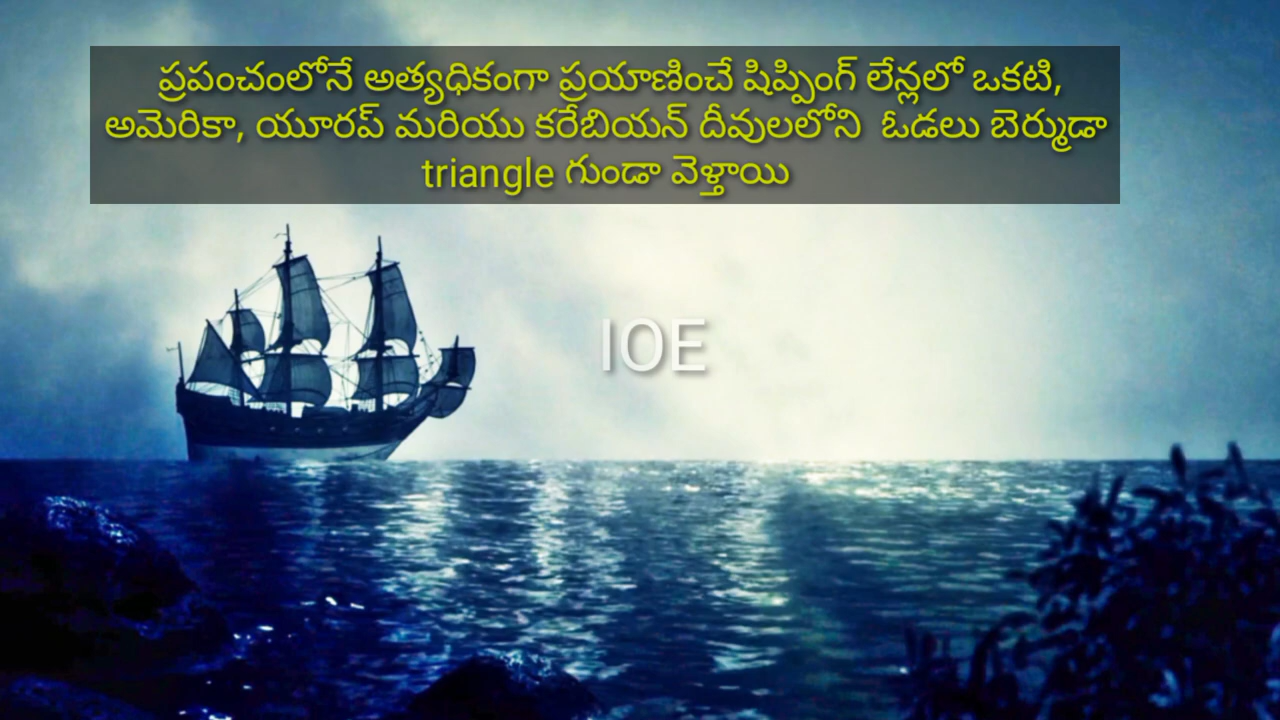 ప్రపంచంలోనే అత్యధికంగా ప్రయాణించే షిప్పింగ్ లేన్లలో ఒకటి,
అమెరికా, యూరప్ మరియు కరేబియన్ దీవులలోని ఓడలు బెర్ముడా
triangle గుండా వెళ్తాయి
IOE